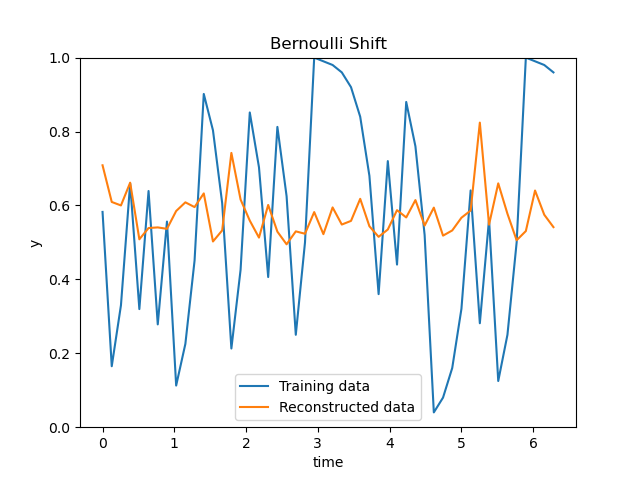 Bernoulli Shift
1.0
0.8
0.6
0.4
0.2
0.0
y
Training data
Reconstructed data
0 1 2 3 4 5 6
time